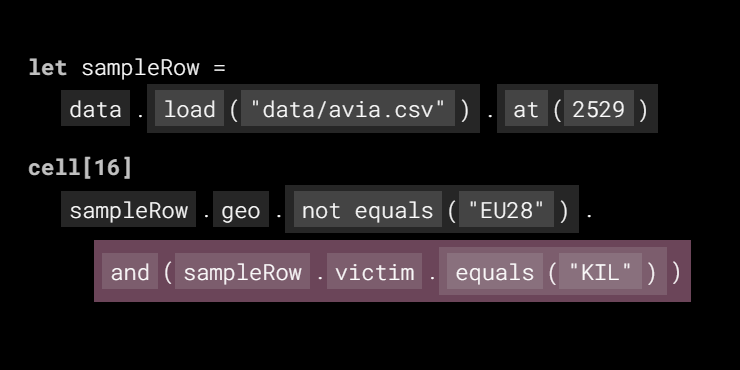 let sampleRow =
data . load ( "data/avia.csv" ) . at ( 2529 )
cell[16]
sampleRow . geo . not equals ( "EU28" ) .
and ( sampleRow . victim . equals ( "KIL" ) )